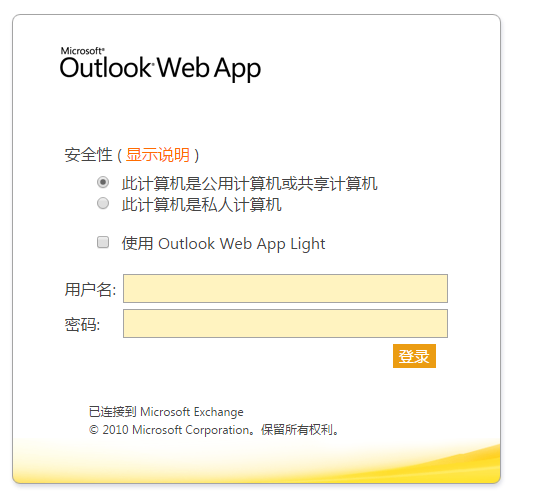 Microsoft®
Outlook® Web App
安全性 ( 显示说明 )
此计算机是公用计算机或共享计算机
此计算机是私人计算机
使用 Outlook Web App Light
用户名:
密码:
登录
已连接到 Microsoft Exchange
© 2010 Microsoft Corporation。保留所有权利。